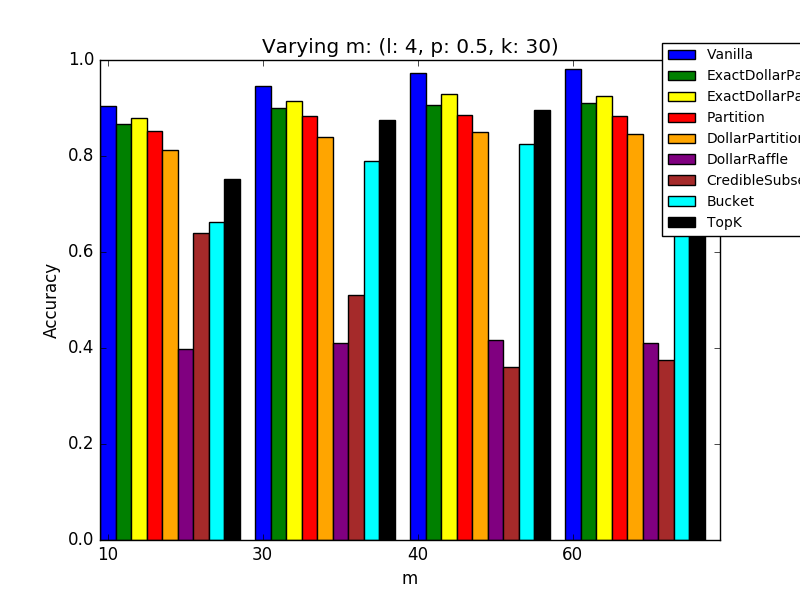 Varying m: (l: 4, p: 0.5, k: 30)
Vanilla
ExactDollarPa
ExactDollarPa
Partition
DollarPartition
DollarRaffle
CredibleSubse
Bucket
TopK
1.0
0.8
0.6
0.4
0.2
0.0
Accuracy
10 30 40 60
m